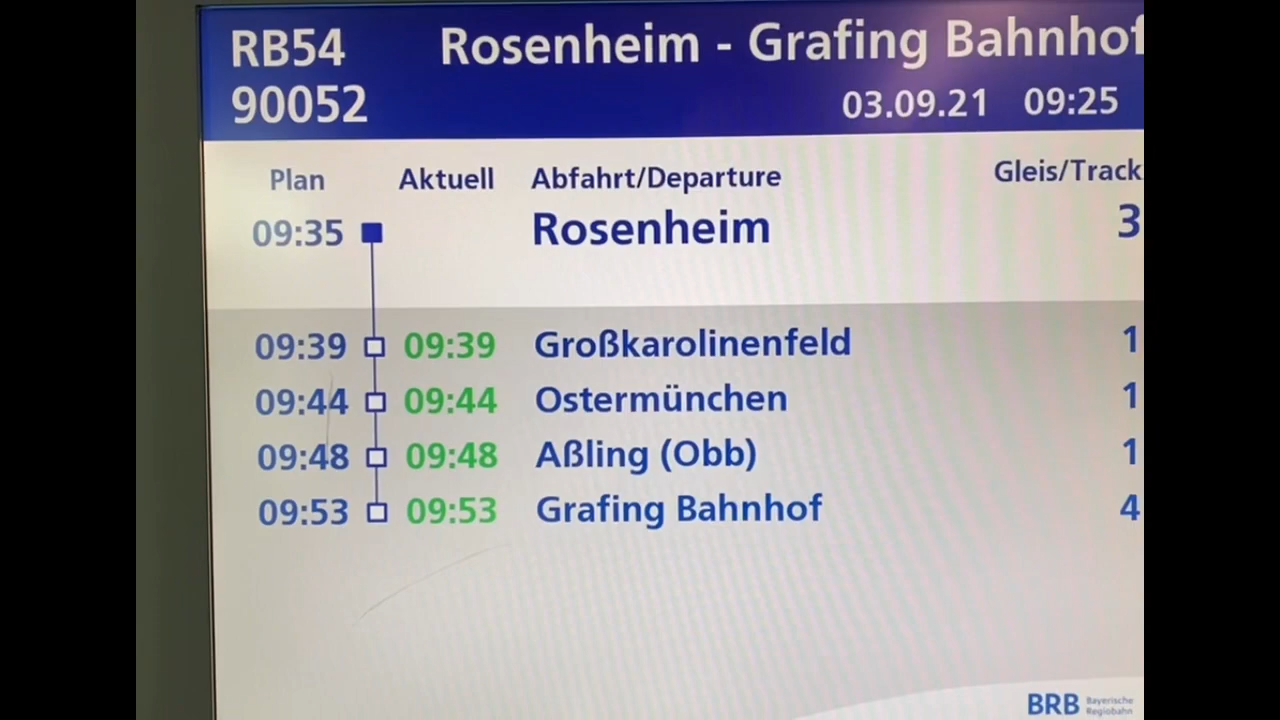 RB54 Rosenheim - Grafing Bahnhof
90052 03.09.21 09:25
Plan Aktuell Abfahrt/Departure Gleis/Track
09:35 Rosenheim 3
09:39 09:39 Großkarolinenfeld 1
09:44 09:44 Ostermünchen 1
09:48 09:48 Aßling (Obb) 1
09:53 09:53 Grafing Bahnhof 4
BRB Bayerische
Regiobahn